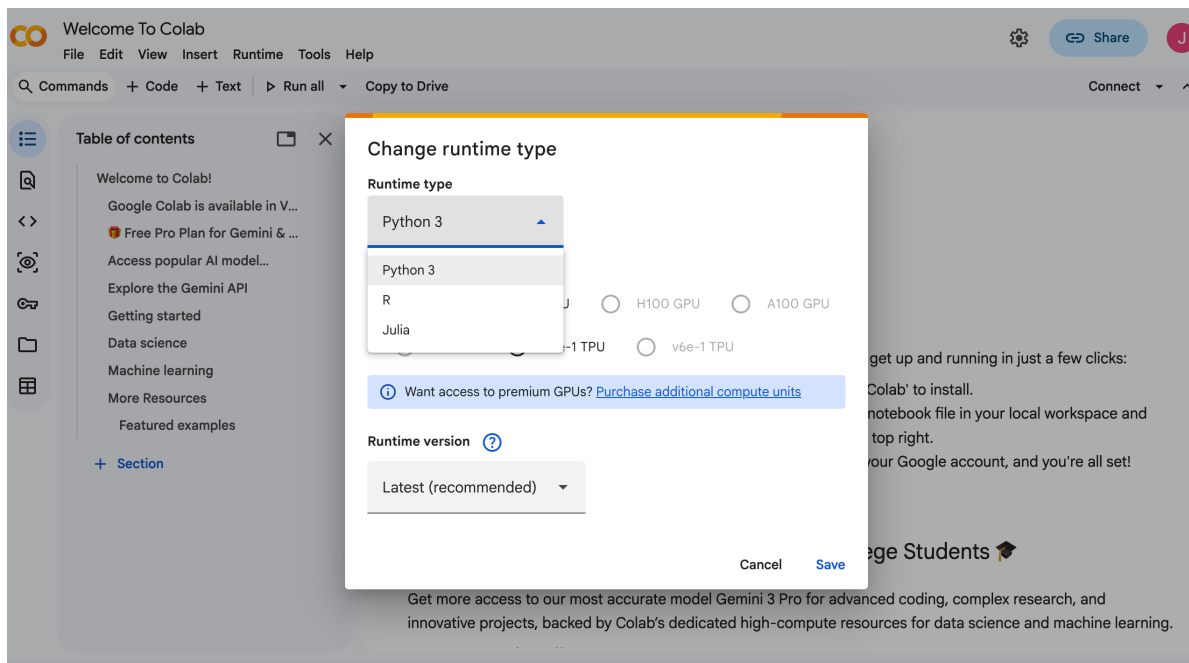 Welcome To Colab
File Edit View Insert Runtime Tools Help
Share
J
Commands + Code + Text Run all Copy to Drive
Connect
Table of contents
Welcome to Colab!
Google Colab is available in V...
🎁 Free Pro Plan for Gemini & ...
Access popular AI model...
Explore the Gemini API
Getting started
Data science
Machine learning
More Resources
Featured examples
+ Section
Change runtime type
Runtime type
Python 3
Python 3
R
Julia
H100 GPU A100 GPU
-1 TPU v6e-1 TPU
Want access to premium GPUs? Purchase additional compute units
Runtime version ?
Latest (recommended)
Cancel Save
get up and running in just a few clicks:
Colab' to install.
notebook file in your local workspace and
top right.
your Google account, and you're all set!
ege Students 🎓
Get more access to our most accurate model Gemini 3 Pro for advanced coding, complex research, and
innovative projects, backed by Colab's dedicated high-compute resources for data science and machine learning.